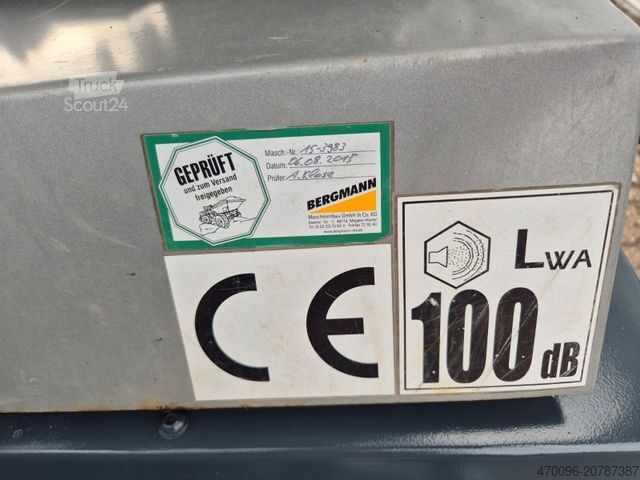 Truck
Scout24
GEPRÜFT
und zum Versand
freigegeben
Masch.-Nr. 15-3983
Datum: 06.08.2015
Prüfer A. Klose
BERGMANN
Maschinenbau GmbH & Co. KG
CE
LWA
100 dB
470096-20787387